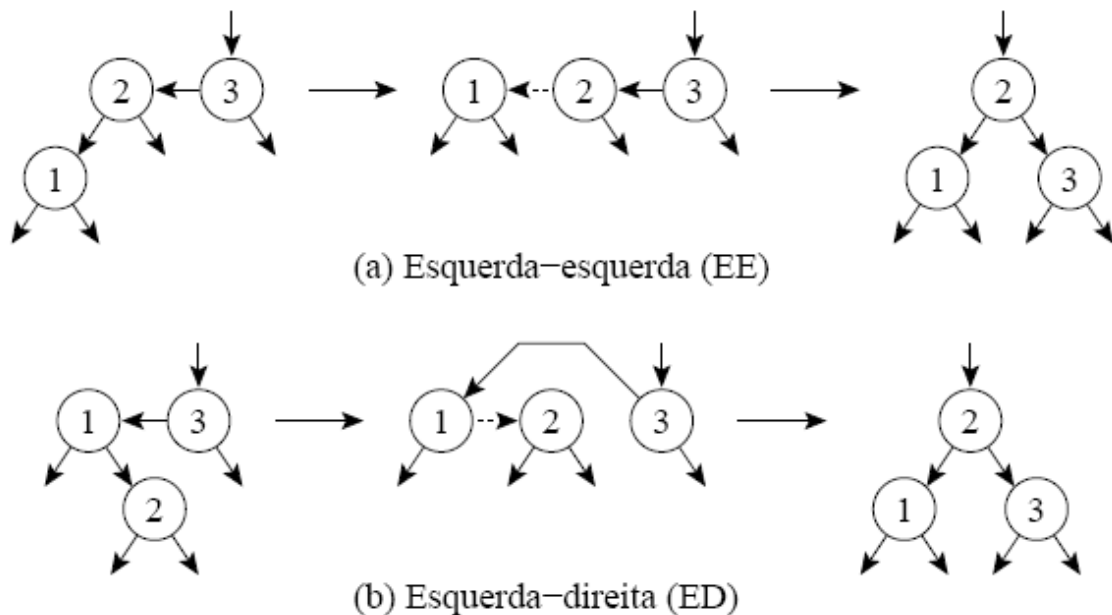 2 3 1 2 3 2
1 1 3
(a) Esquerda−esquerda (EE)
1 3 1 2 3 2
2 1 3
(b) Esquerda−direita (ED)